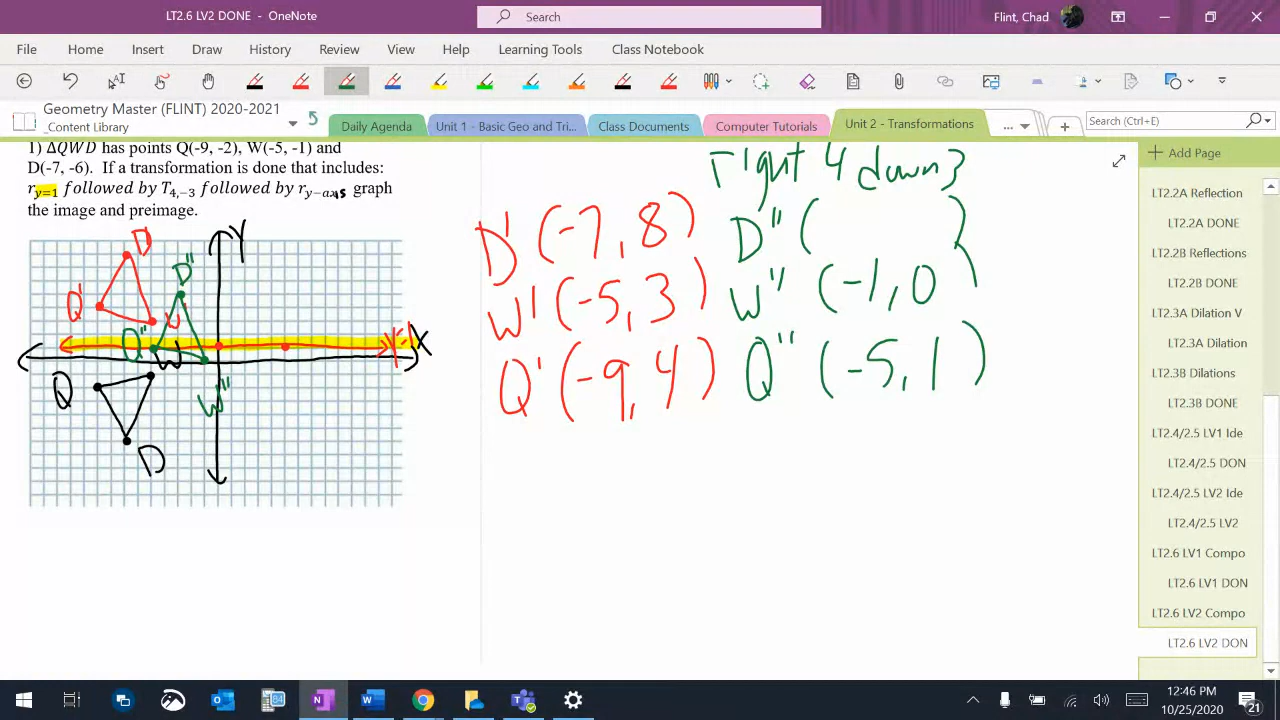 LT2.6 LV2 DONE - OneNote
Search
Flint, Chad
File Home Insert Draw History Review View Help Learning Tools Class Notebook
Geometry Master (FLINT) 2020-2021
_Content Library
Daily Agenda
Unit 1 - Basic Geo and Tri...
Class Documents
Computer Tutorials
Unit 2 - Transformations
...
Search (Ctrl+E)
Add Page
1) ΔQWD has points Q(-9, -2), W(-5, -1) and
D(-7, -6). If a transformation is done that includes:
r y=1 followed by T 4,−3 followed by r y−axis graph
the image and preimage.
right 4 down 3
D' (-7, 8)
D'' (
W' (-5, 3)
W'' (-1, 0
Q' (-9, 4)
Q'' (-5, 1)
Y
D'
D''
Q'
W'
Q''
X
W
Q
W''
D
LT2.2A Reflection
LT2.2A DONE
LT2.2B Reflections
LT2.2B DONE
LT2.3A Dilation V
LT2.3A Dilation
LT2.3B Dilations
LT2.3B DONE
LT2.4/2.5 LV1 Ide
LT2.4/2.5 DON
LT2.4/2.5 LV2 Ide
LT2.4/2.5 LV2
LT2.6 LV1 Compo
LT2.6 LV1 DON
LT2.6 LV2 Compo
LT2.6 LV2 DON
12:46 PM
10/25/2020
21